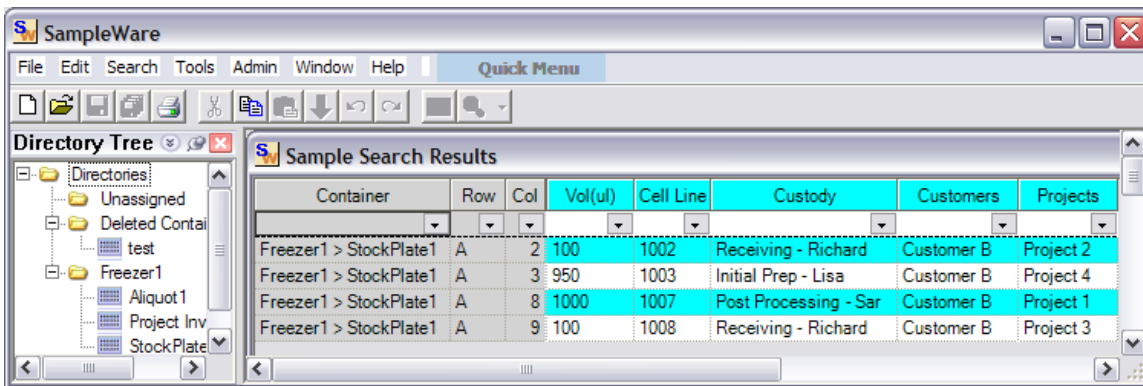 SampleWare
File Edit Search Tools Admin Window Help Quick Menu
Directory Tree
Directories
Unassigned
Deleted Contai
test
Freezer1
Aliquot1
Project Inv
StockPlate
Sample Search Results
Container Row Col Vol(ul) Cell Line Custody Customers Projects
Freezer1 > StockPlate1 A 2 100 1002 Receiving - Richard Customer B Project 2
Freezer1 > StockPlate1 A 3 950 1003 Initial Prep - Lisa Customer B Project 4
Freezer1 > StockPlate1 A 8 1000 1007 Post Processing - Sar Customer B Project 1
Freezer1 > StockPlate1 A 9 100 1008 Receiving - Richard Customer B Project 3